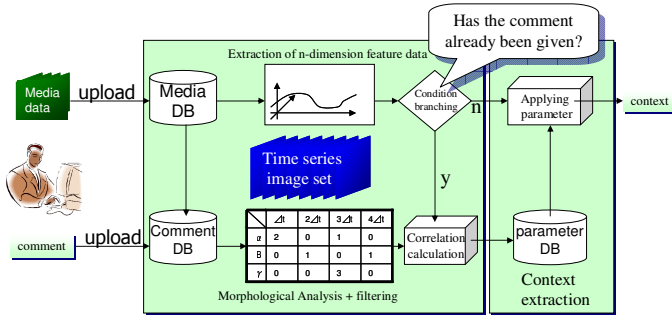 Has the comment
already been given?
Extraction of n-dimension feature data
Media
data
upload
Media
DB
Condition
branching
n
Applying
parameter
context
Time series
image set
y
comment
upload
Comment
DB
⊿t 2⊿t 3⊿t 4⊿t
α 2 0 1 0
β 0 1 0 1
γ 0 0 3 0
Correlation
calculation
parameter
DB
Morphological Analysis + filtering
Context
extraction